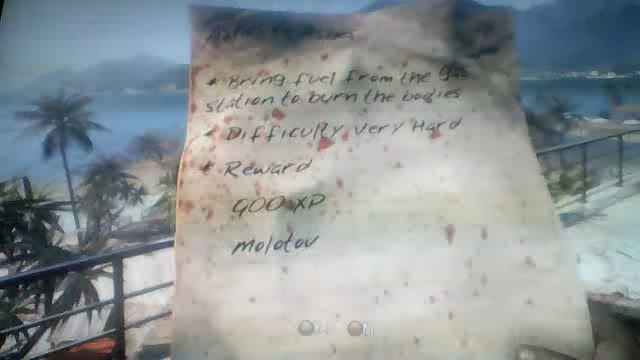 * Bring fuel from the gas
station to burn the bodies
* Difficulty Very Hard
* Reward
900 XP
Molotov